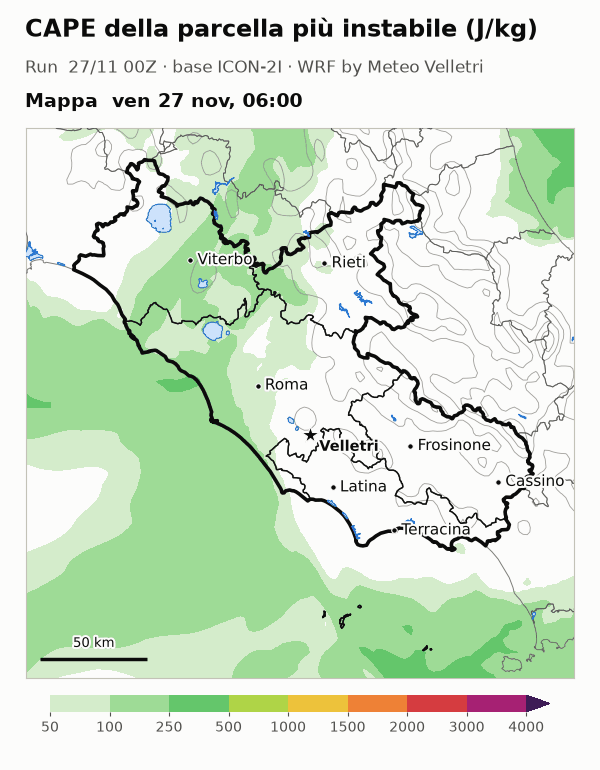 CAPE della parcella più instabile (J/kg)
Run  27/11 00Z · base ICON-2I · WRF by Meteo Velletri
Mappa  ven 27 nov, 06:00
Viterbo
Rieti
Roma
Velletri
Frosinone
Cassino
Latina
Terracina
50 km
50 100 250 500 1000 1500 2000 3000 4000